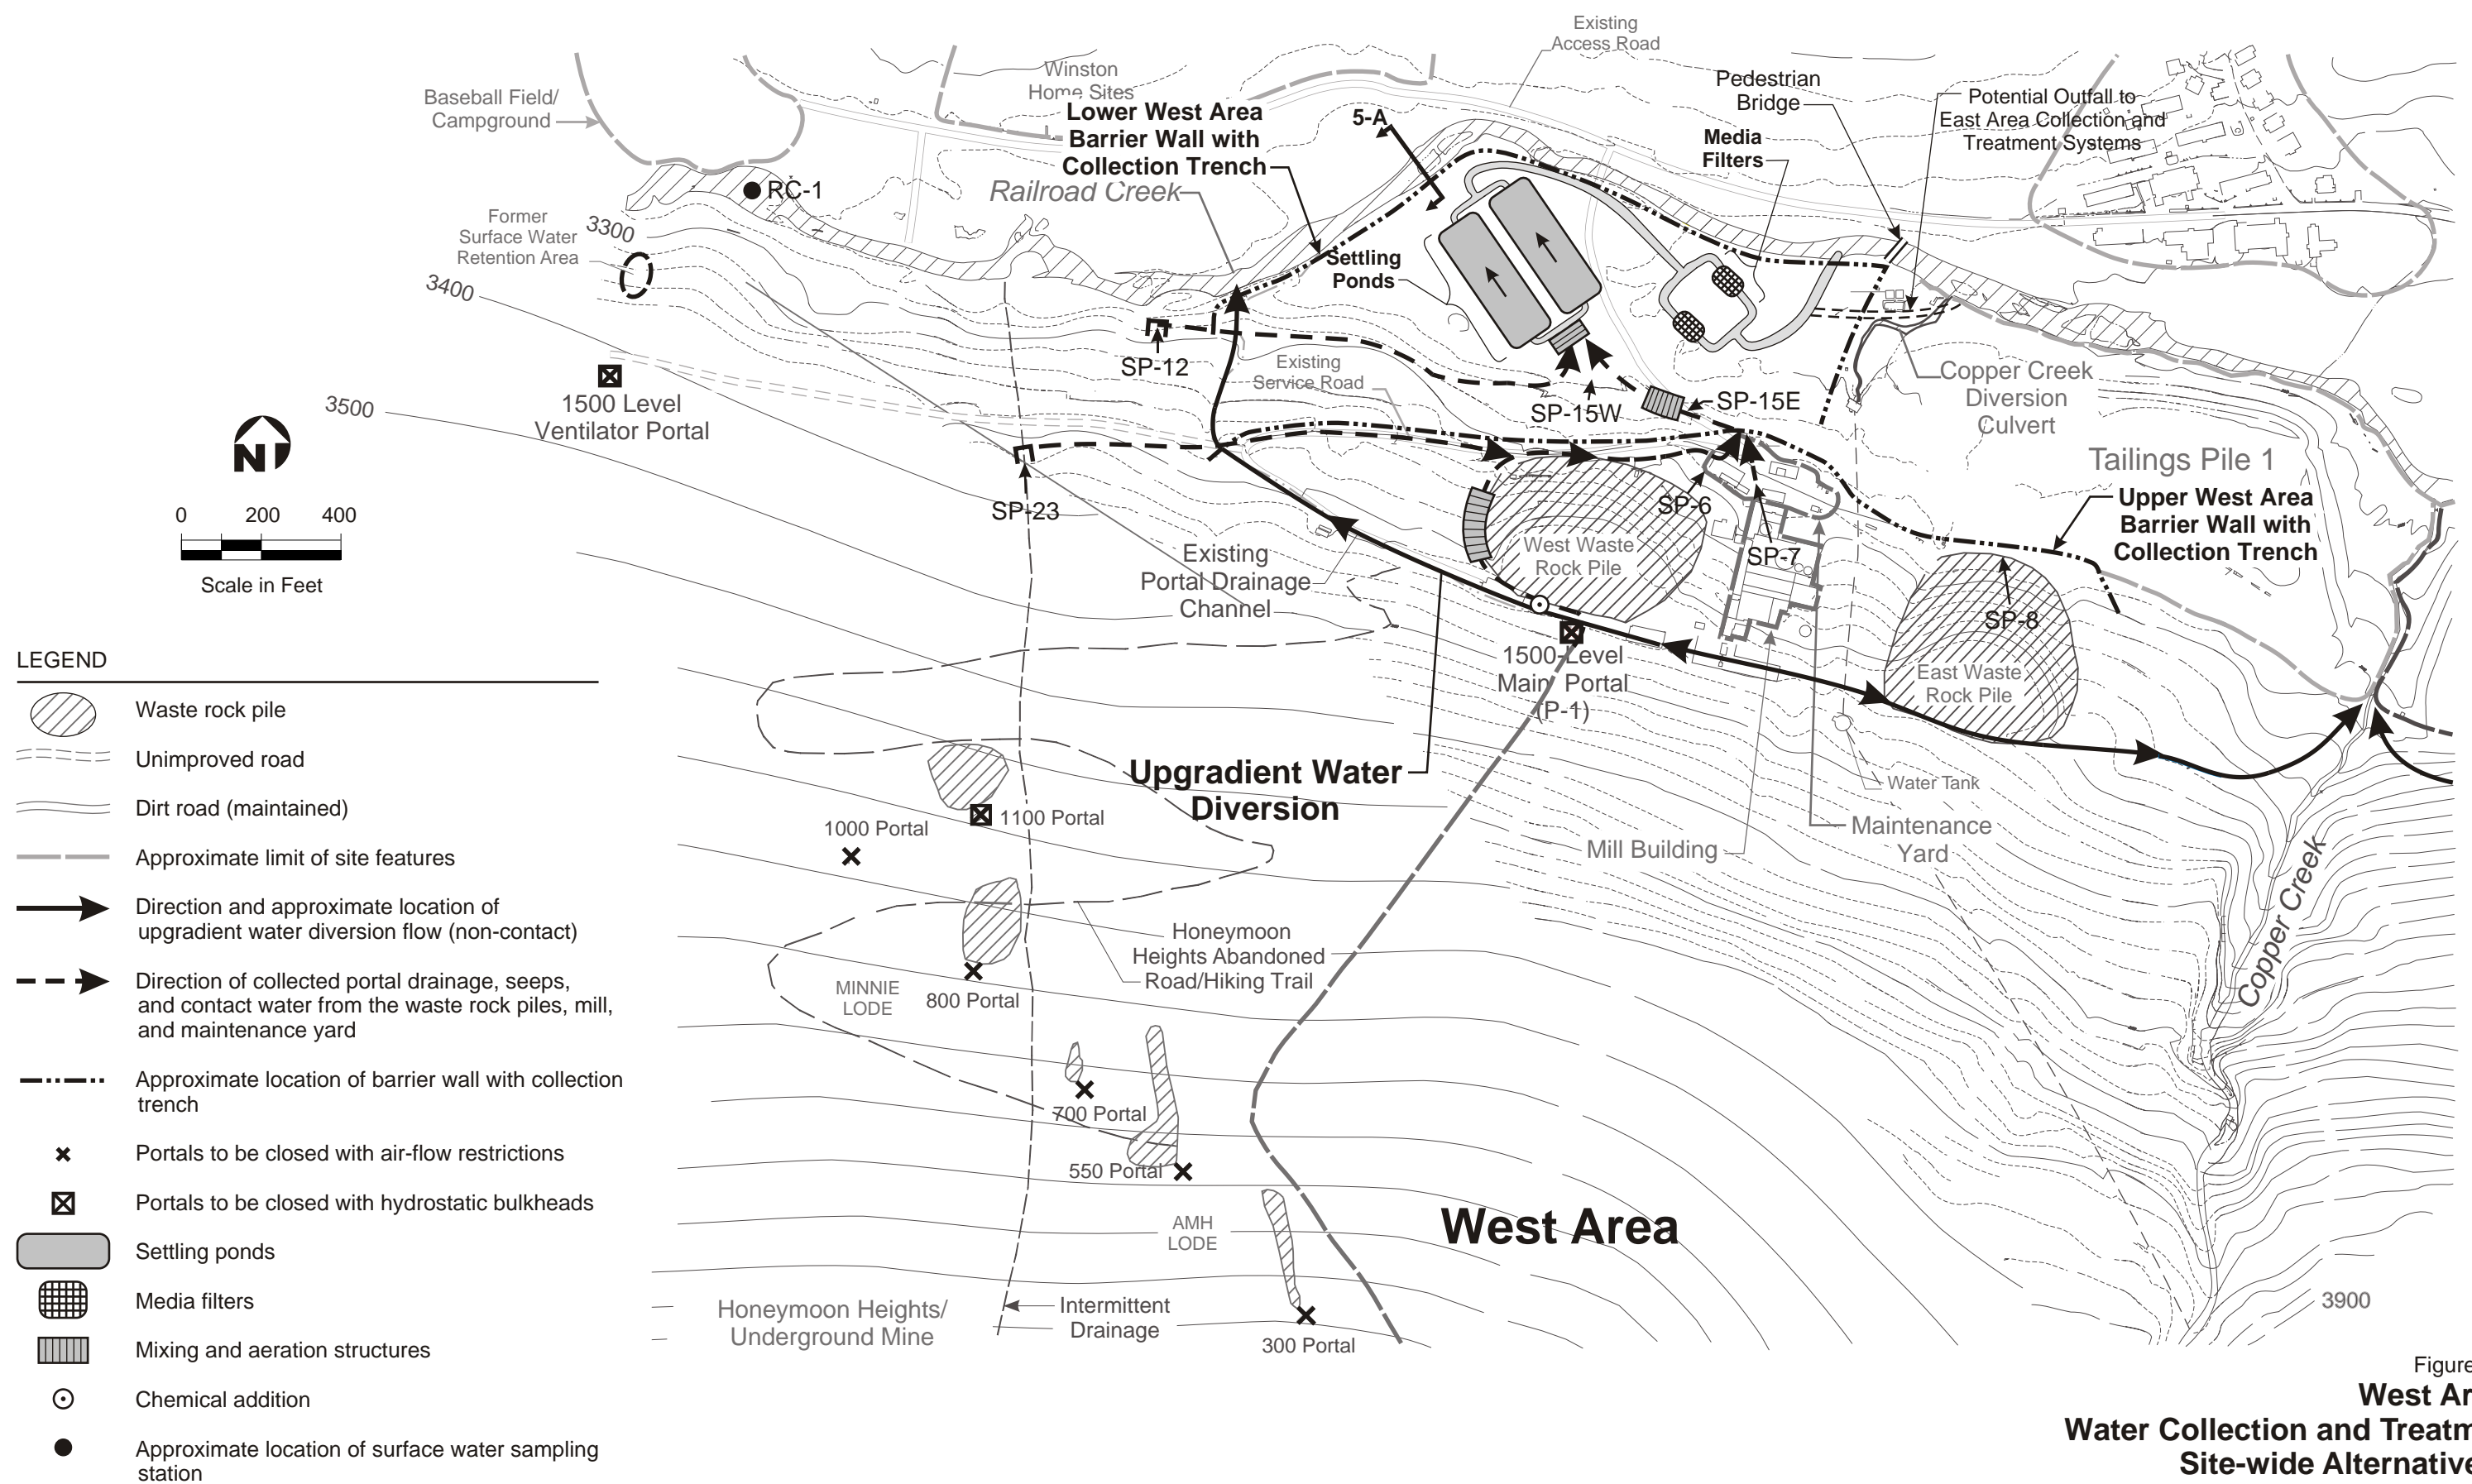 Existing
Access Road
Winston
Home Sites
Baseball Field/
Campground
Pedestrian
Bridge
Potential Outfall to
East Area Collection and
Treatment Systems
Lower West Area
Barrier Wall with
Collection Trench
5-A
Media
Filters
RC-1
Railroad Creek
Former
Surface Water
Retention Area
3300
3400
3500
Settling
Ponds
SP-12
Existing
Service Road
SP-15W
SP-15E
Copper Creek
Diversion
Culvert
1500 Level
Ventilator Portal
N
0 200 400
Scale in Feet
SP-23
SP-6
SP-7
Tailings Pile 1
Upper West Area
Barrier Wall with
Collection Trench
Existing
Portal Drainage
Channel
West Waste
Rock Pile
SP-8
1500-Level
Main Portal
(P-1)
East Waste
Rock Pile
Upgradient Water
Diversion
Water Tank
Maintenance
Yard
Mill Building
1100 Portal
1000 Portal
Copper Creek
Honeymoon
Heights Abandoned
Road/Hiking Trail
MINNIE
LODE
800 Portal
700 Portal
550 Portal
AMH
LODE
West Area
Honeymoon Heights/
Underground Mine
Intermittent
Drainage
300 Portal
3900
LEGEND
Waste rock pile
Unimproved road
Dirt road (maintained)
Approximate limit of site features
Direction and approximate location of
upgradient water diversion flow (non-contact)
Direction of collected portal drainage, seeps,
and contact water from the waste rock piles, mill,
and maintenance yard
Approximate location of barrier wall with collection
trench
Portals to be closed with air-flow restrictions
Portals to be closed with hydrostatic bulkheads
Settling ponds
Media filters
Mixing and aeration structures
Chemical addition
Approximate location of surface water sampling
station
Figure
West Ar
Water Collection and Treatm
Site-wide Alternative